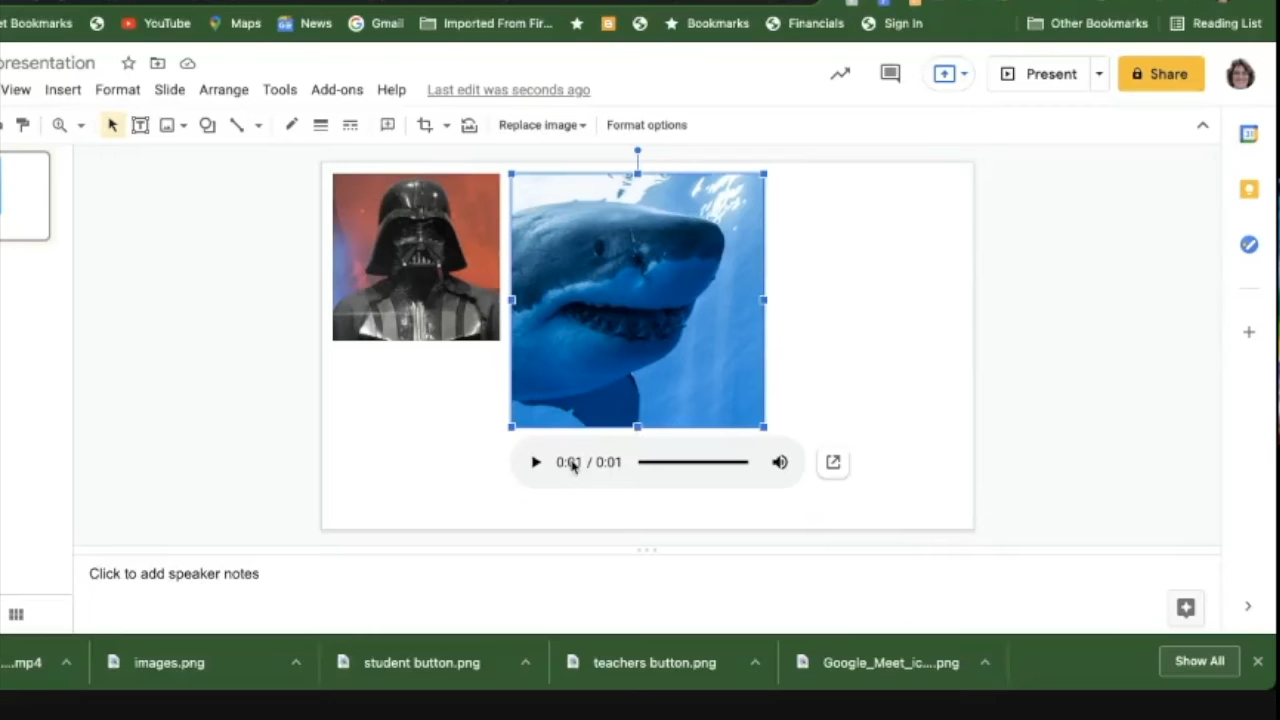 et Bookmarks YouTube Maps News Gmail Imported From Fir... Bookmarks Financials Sign In Other Bookmarks Reading List
presentation
Present Share
View Insert Format Slide Arrange Tools Add-ons Help Last edit was seconds ago
Replace image Format options
0:01 / 0:01
Click to add speaker notes
....mp4 images.png student button.png teachers button.png Google_Meet_ic....png Show All